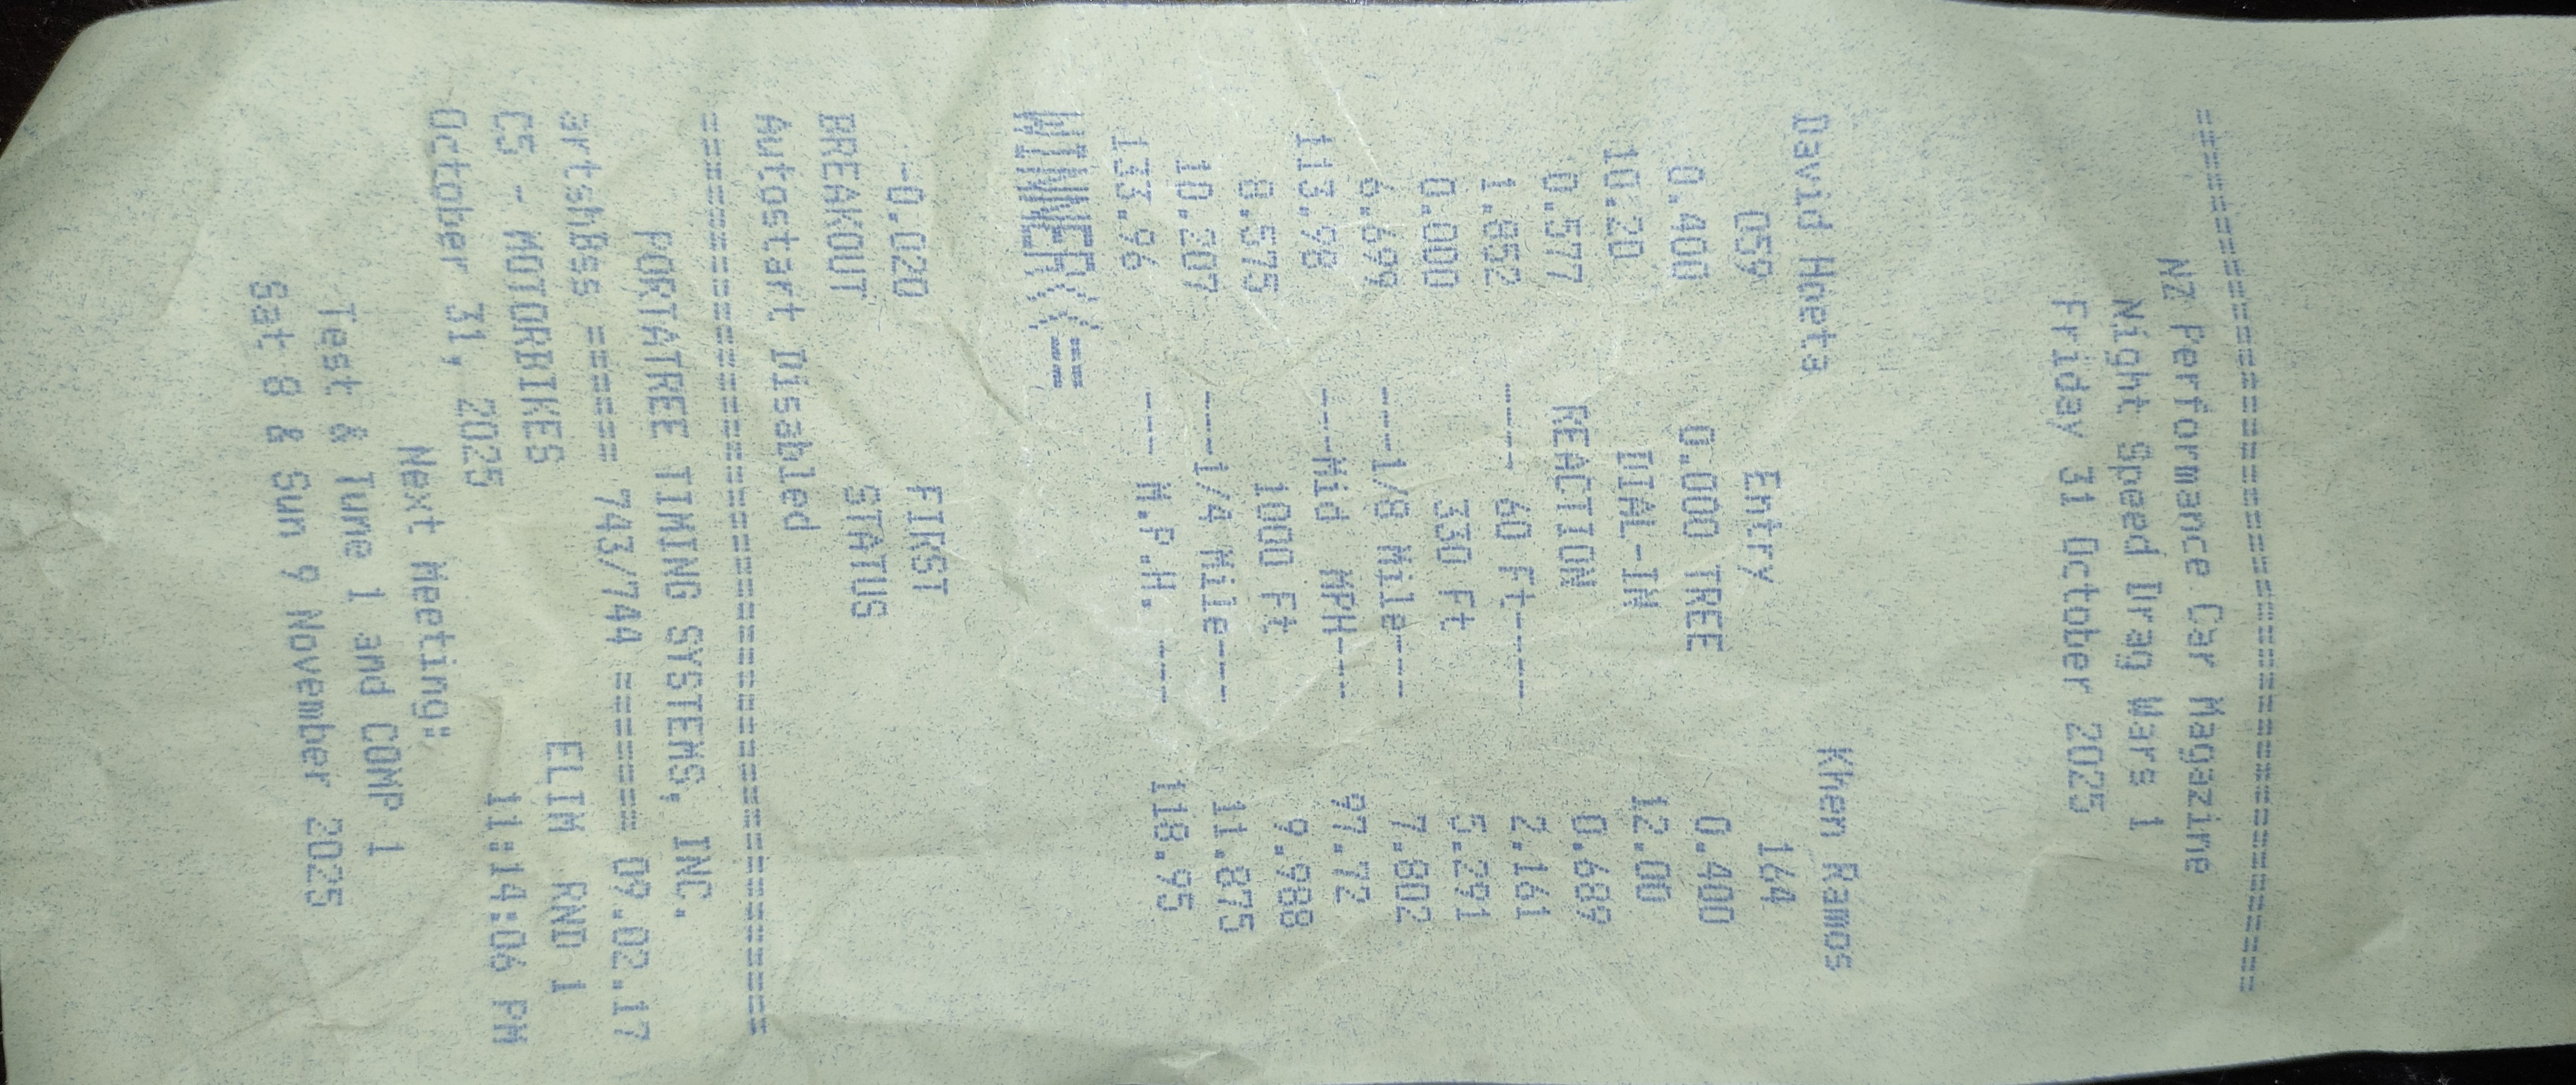 ==============================
NZ Performance Car Magazine
Night Speed Drag Wars 1
Friday 31 October 2025
David Hneta Khen Ramos
059 Entry 164
0.400 0.000 TREE 0.400
10.20 DIAL-IN 12.00
0.577 REACTION 0.689
1.852 ---- 60 Ft----- 2.161
0.000 330 Ft 5.291
6.699 ----1/8 Mile---- 7.802
113.98 ----Mid MPH---- 97.72
8.575 1000 Ft 9.988
10.207 ----1/4 Mile---- 11.875
133.96 ---- M.P.H. ---- 118.95
WINNER<<==
-0.020 FIRST
BREAKOUT STATUS
Autostart Disabled
==============================
PORTATREE TIMING SYSTEMS, INC.
====== 743/744 ======= 09.02.17
C5 - MOTORBIKES ELIM RND 1
October 31, 2025 11:14:06 PM
Next Meeting:
Test & Tune 1 and COMP 1
Sat 8 & Sun 9 November 2025